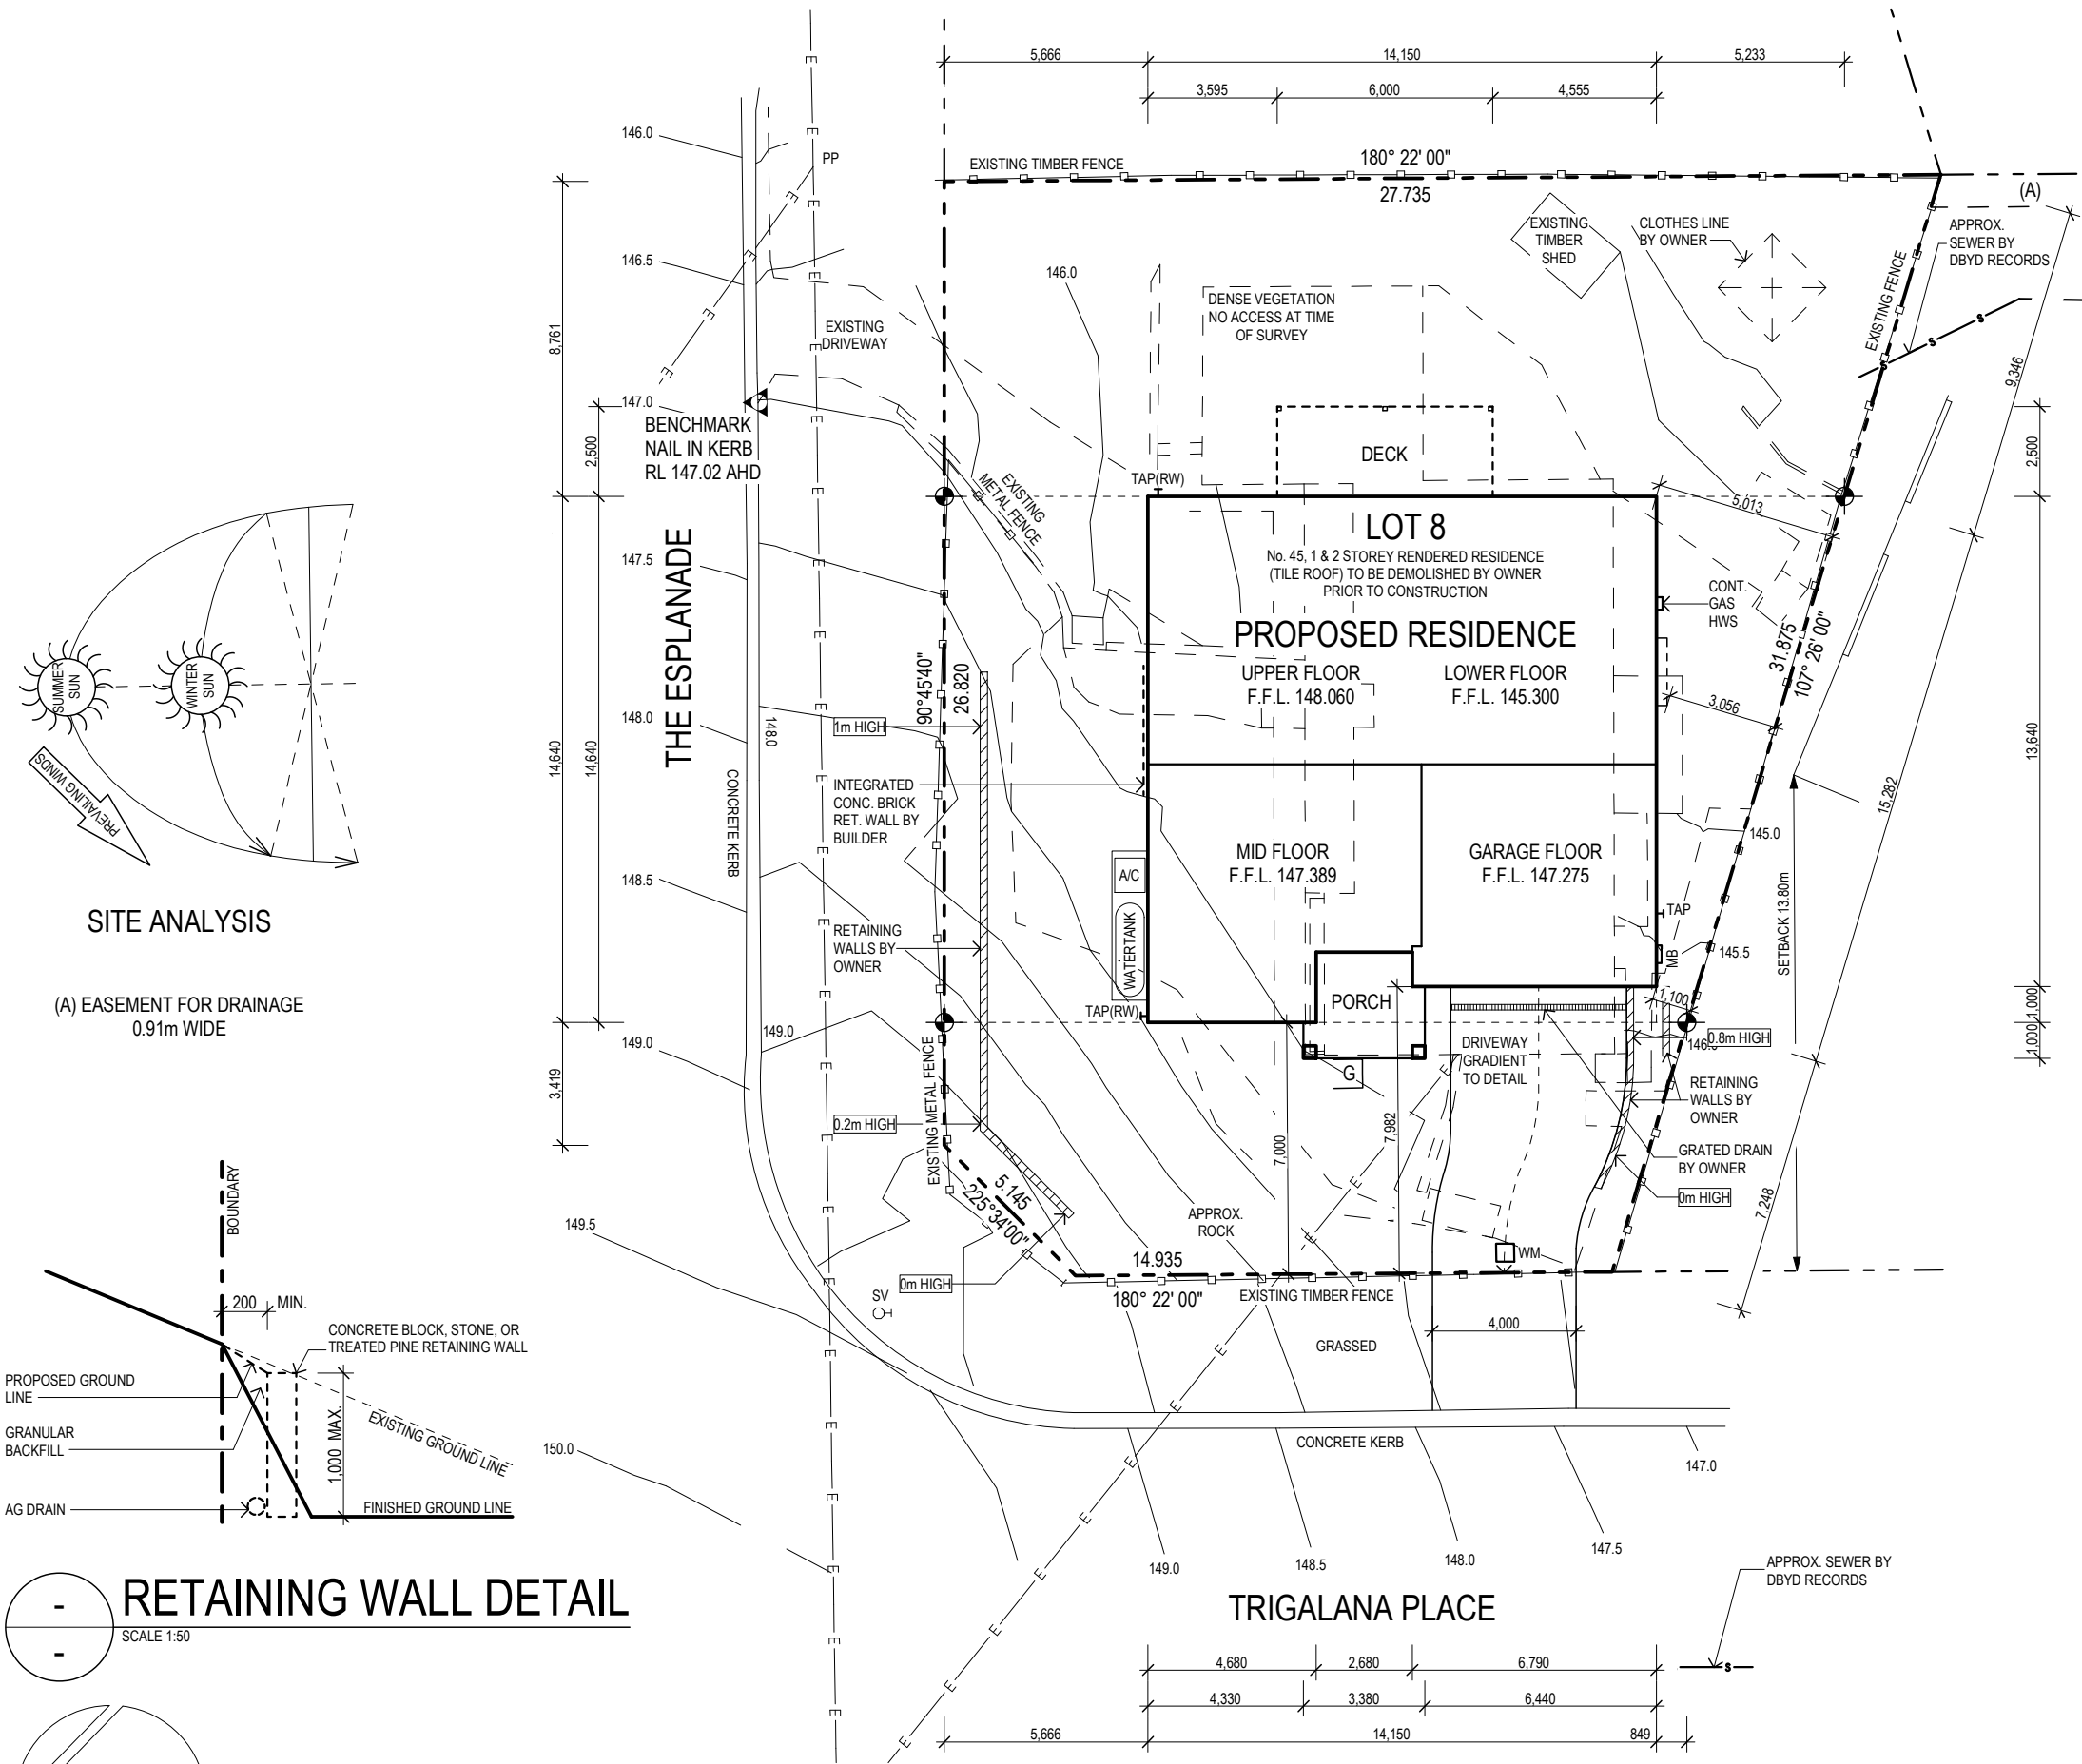 5,666
14,150
5,233
3,595
6,000
4,555
146.0
PP
EXISTING TIMBER FENCE
180° 22' 00"
27.735
(A)
EXISTING
TIMBER
SHED
CLOTHES LINE
BY OWNER
APPROX.
SEWER BY
DBYD RECORDS
146.5
146.0
EXISTING FENCE
DENSE VEGETATION
NO ACCESS AT TIME
OF SURVEY
EXISTING
DRIVEWAY
8,761
9,346
147.0
BENCHMARK
NAIL IN KERB
RL 147.02 AHD
2,500
2,500
DECK
TAP(RW)
EXISTING
METAL FENCE
5,013
LOT 8
No. 45, 1 & 2 STOREY RENDERED RESIDENCE
(TILE ROOF) TO BE DEMOLISHED BY OWNER
PRIOR TO CONSTRUCTION
147.5
THE ESPLANADE
CONT.
GAS
HWS
PROPOSED RESIDENCE
31.875
107° 26' 00"
UPPER FLOOR
F.F.L. 148.060
LOWER FLOOR
F.F.L. 145.300
90°45'40"
26.820
SUMMER
SUN
WINTER
SUN
PREVAILING WINDS
148.0
148.0
1m HIGH
3,056
14,640
14,640
13,640
CONCRETE KERB
INTEGRATED
CONC. BRICK
RET. WALL BY
BUILDER
15,282
145.0
MID FLOOR
F.F.L. 147.389
GARAGE FLOOR
F.F.L. 147.275
A/C
148.5
SITE ANALYSIS
RETAINING
WALLS BY
OWNER
WATERTANK
TAP
MB
145.5
SETBACK 13.80m
(A) EASEMENT FOR DRAINAGE
0.91m WIDE
PORCH
TAP(RW)
1,100
1,000
1,000
149.0
149.0
0.8m HIGH
DRIVEWAY
GRADIENT
TO DETAIL
G
EXISTING METAL FENCE
3,419
RETAINING
WALLS BY
OWNER
0.2m HIGH
7,000
7,982
GRATED DRAIN
BY OWNER
0m HIGH
7,248
BOUNDARY
5.145
225°34'00"
149.5
APPROX.
ROCK
WM
14.935
0m HIGH
SV
180° 22' 00"
EXISTING TIMBER FENCE
200 MIN.
4,000
GRASSED
CONCRETE BLOCK, STONE, OR
TREATED PINE RETAINING WALL
PROPOSED GROUND
LINE
GRANULAR
BACKFILL
1,000 MAX.
EXISTING GROUND LINE
AG DRAIN
FINISHED GROUND LINE
150.0
CONCRETE KERB
147.0
149.0
148.5
148.0
147.5
APPROX. SEWER BY
DBYD RECORDS
-
-
RETAINING WALL DETAIL
SCALE 1:50
TRIGALANA PLACE
4,680
2,680
6,790
4,330
3,380
6,440
5,666
14,150
849